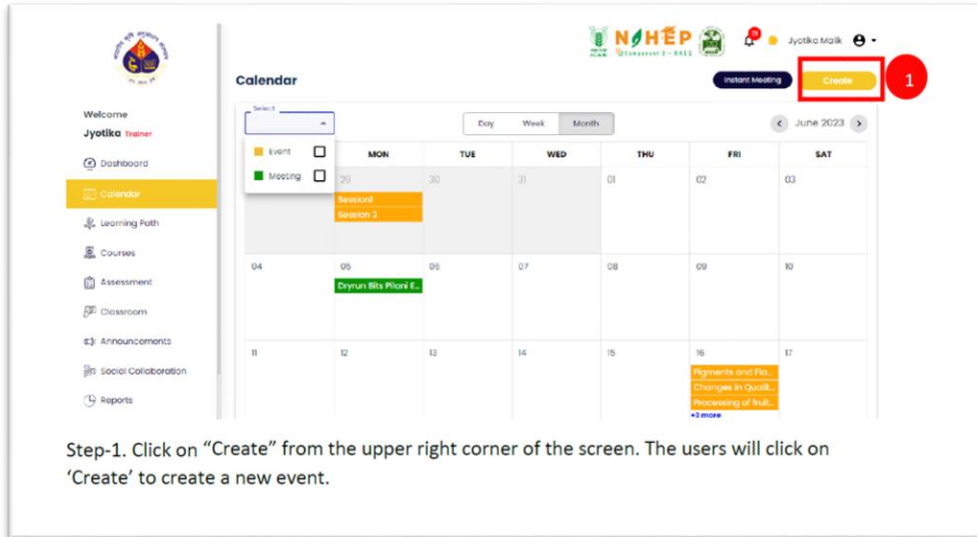 NAHEP
Component 2 - RAES
Jyotika Malik
Calendar
Instant Meeting
Create
1
Welcome
Jyotika Trainer
Select
Day Week Month
June 2023
Event
Meeting
MON TUE WED THU FRI SAT
Dashboard
29 30 31 01 02 03
Session1
Session 2
Calendar
Learning Path
Courses
04 05 06 07 08 09 10
Dryrun Bits Pilani E...
Assessment
Classroom
Announcements
11 12 13 14 15 16 17
Pigments and Fla...
Changes in Qualit...
Processing of fruit...
+3 more
Social Collaboration
Reports
Step-1. Click on “Create” from the upper right corner of the screen. The users will click on
‘Create’ to create a new event.